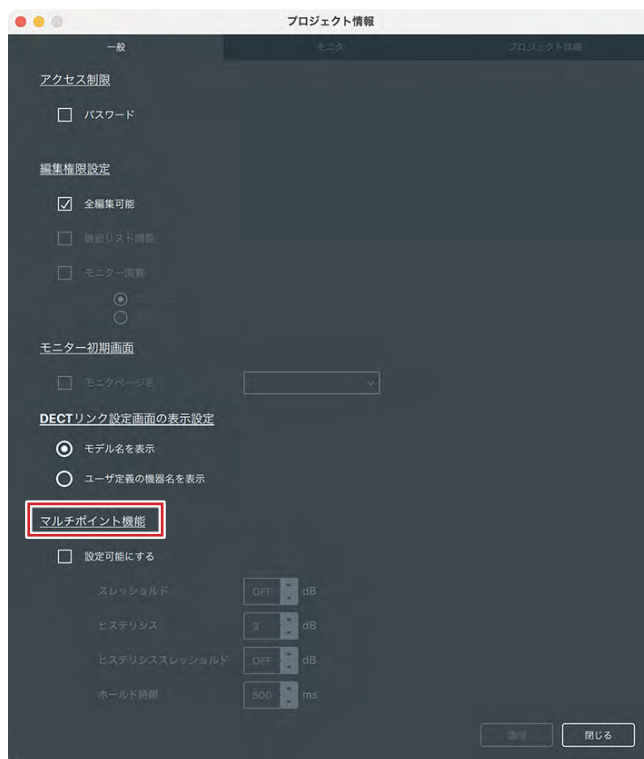 プロジェクト情報
一般
モニタ
プロジェクト詳細
アクセス制限
パスワード
編集権限設定
全編集可能
機器リスト閲覧
モニター閲覧
モニター初期画面
モニタページ名
DECTリンク設定画面の表示設定
モデル名を表示
ユーザ定義の機器名を表示
マルチポイント機能
設定可能にする
スレッショルド OFF dB
ヒステリシス 3 dB
ヒステリシススレッショルド OFF dB
ホールド時間 500 ms
適用 閉じる